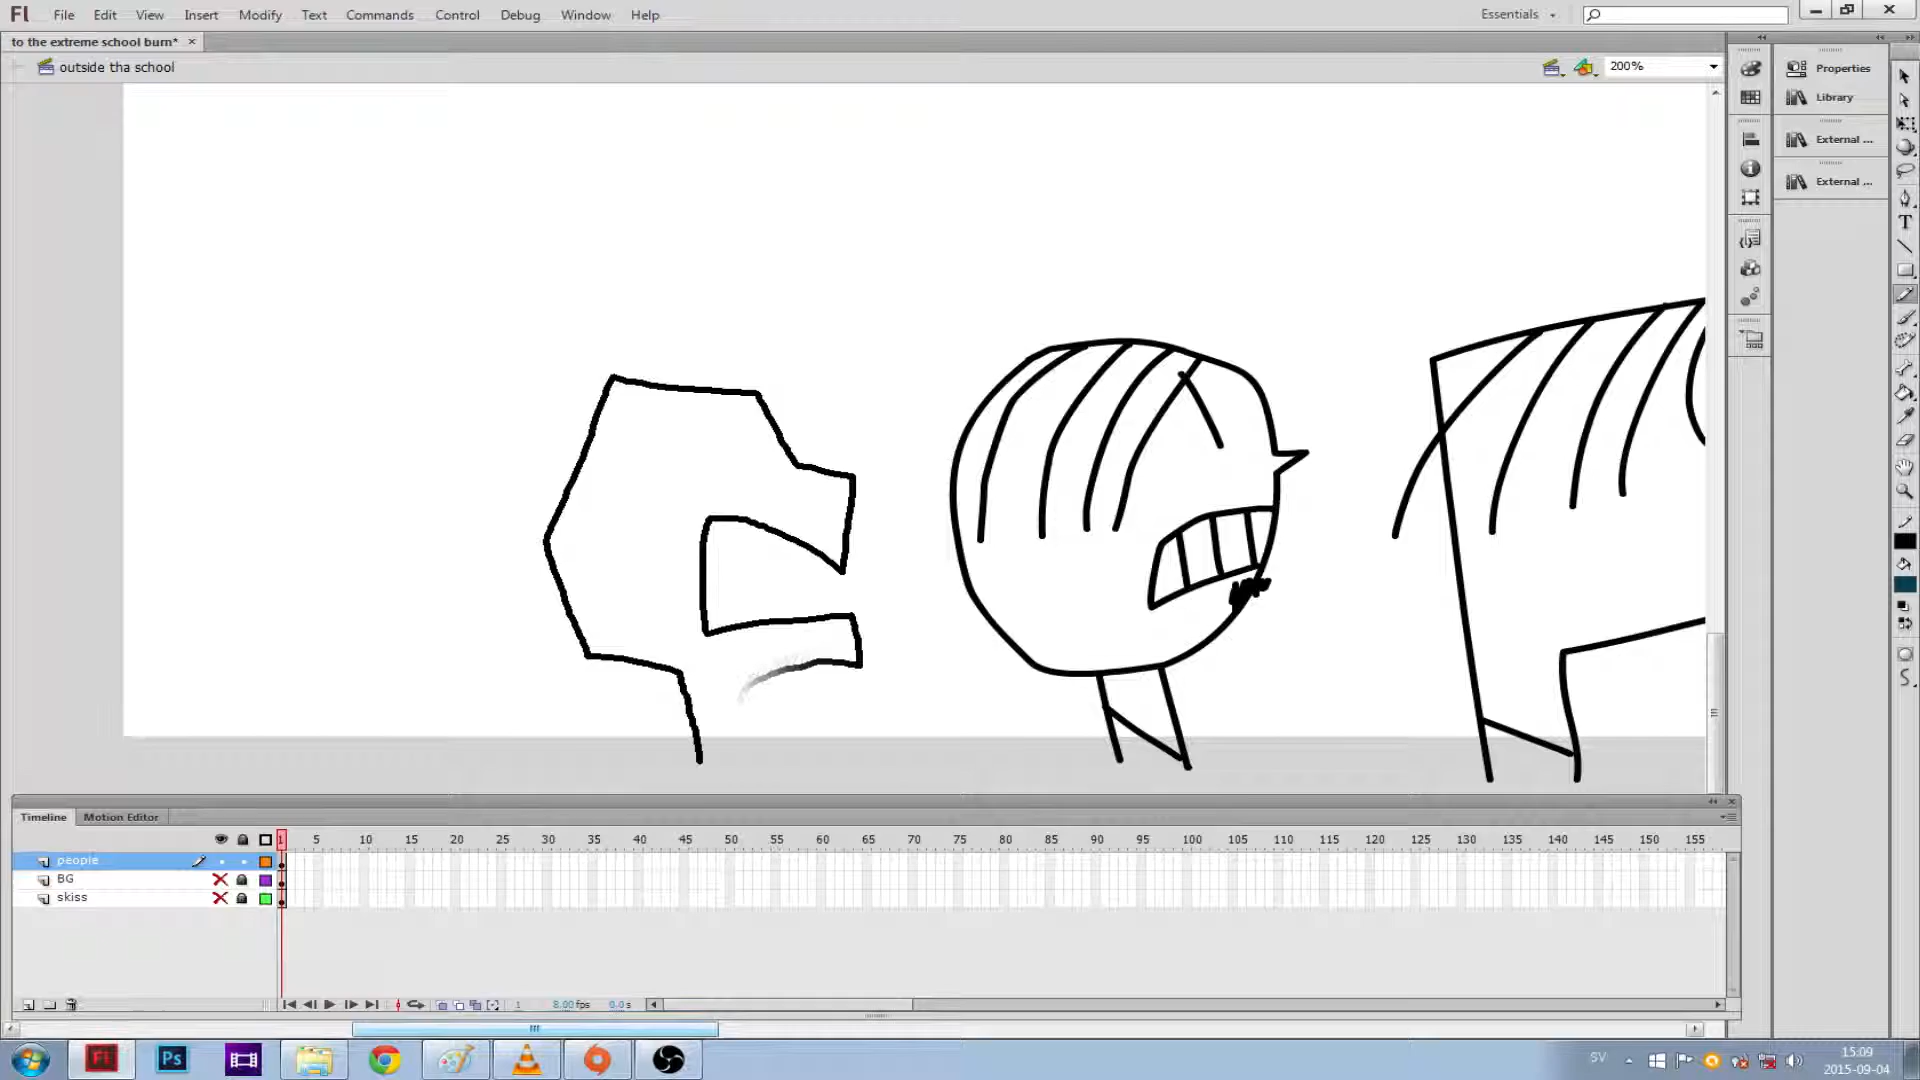 Fl File Edit View Insert Modify Text Commands Control Debug Window Help Essentials
to the extreme school burn* ×
outside tha school 200%
Properties
Library
External ...
External ...
T
Timeline Motion Editor
1 5 10 15 20 25 30 35 40 45 50 55 60 65 70 75 80 85 90 95 100 105 110 115 120 125 130 135 140 145 150 155
people
BG
skiss
1 8.00 fps 0.0 s
Fl Ps SV 15:09
2015-09-04